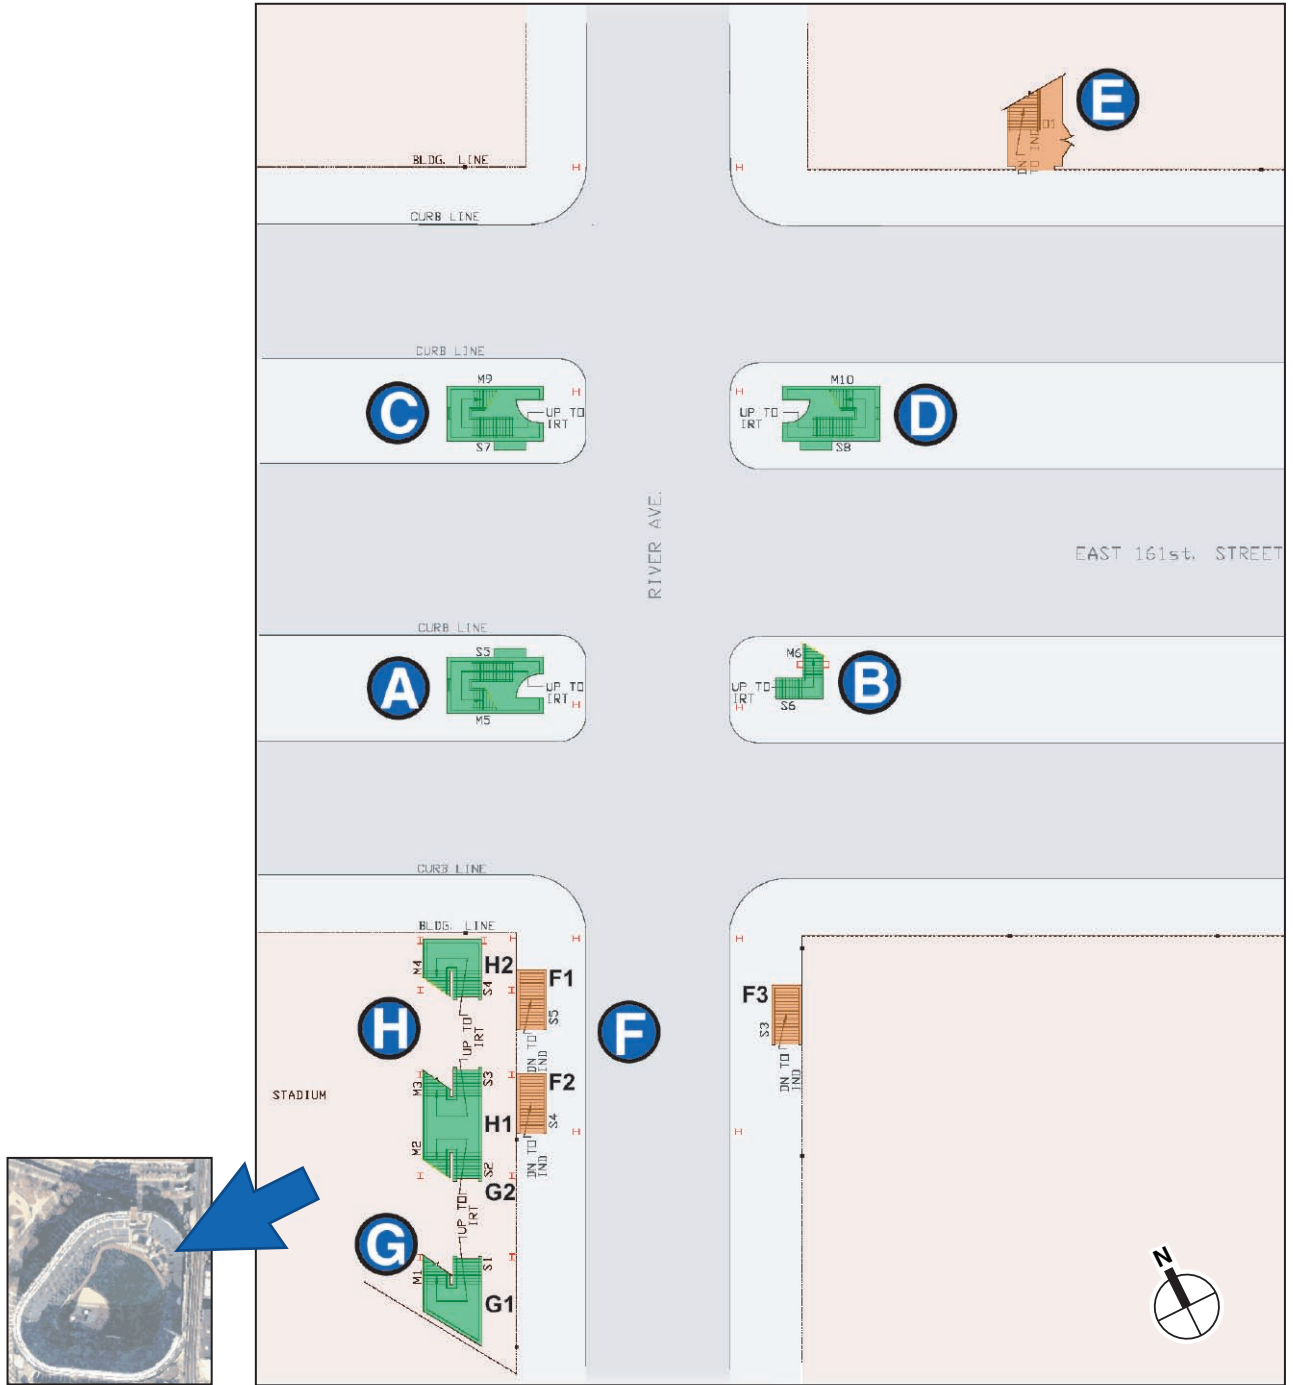 E
DN TO IND
BLDG. LINE
CURB LINE
CURB LINE
M9
M10
C
UP TO
IRT
UP TO
IRT
D
S7
S8
RIVER AVE.
EAST 161st. STREET
CURB LINE
S5
M6
A
UP TO
IRT
UP TO
IRT
B
M5
S6
CURB LINE
BLDG. LINE
M4
H2
S4
F1
S5
F3
S3
H
UP TO
IRT
F
DN TO
IND
DN TO
IND
STADIUM
M3
S3
F2
S4
H1
M2
S2
DN TO
IND
G2
UP TO
IRT
G
M1
S1
G1
N